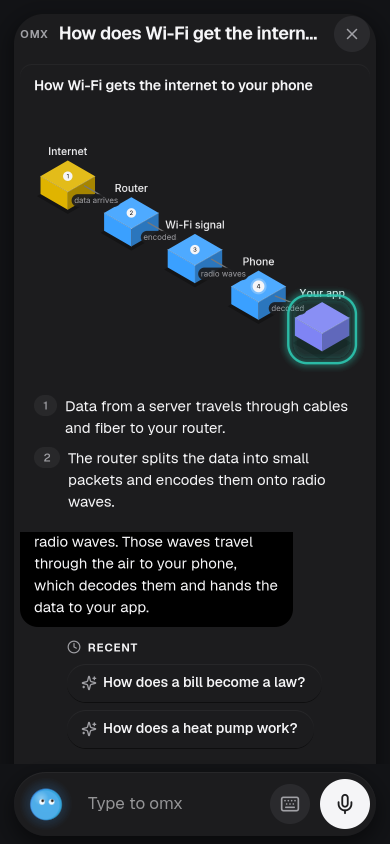 OMX How does Wi-Fi get the intern...
How Wi-Fi gets the internet to your phone
Internet
1
data arrives
Router
2
encoded
Wi-Fi signal
3
radio waves
Phone
4
decoded
Your app
1 Data from a server travels through cables
and fiber to your router.
2 The router splits the data into small
packets and encodes them onto radio
waves.
radio waves. Those waves travel
through the air to your phone,
which decodes them and hands the
data to your app.
RECENT
How does a bill become a law?
How does a heat pump work?
Type to omx